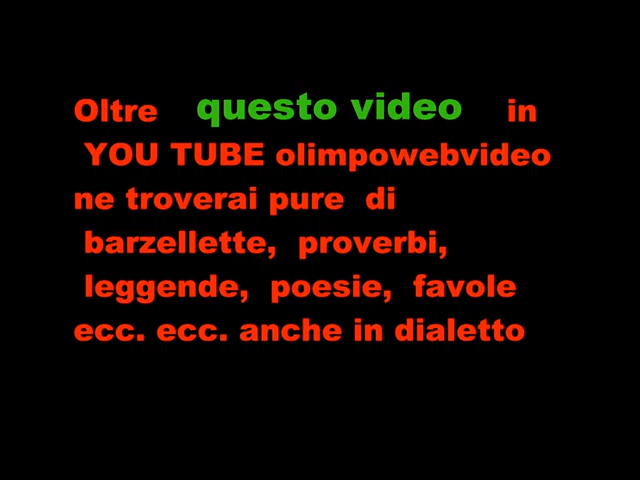 Oltre questo video in
YOU TUBE olimpowebvideo
ne troverai pure di
barzellette, proverbi,
leggende, poesie, favole
ecc. ecc. anche in dialetto